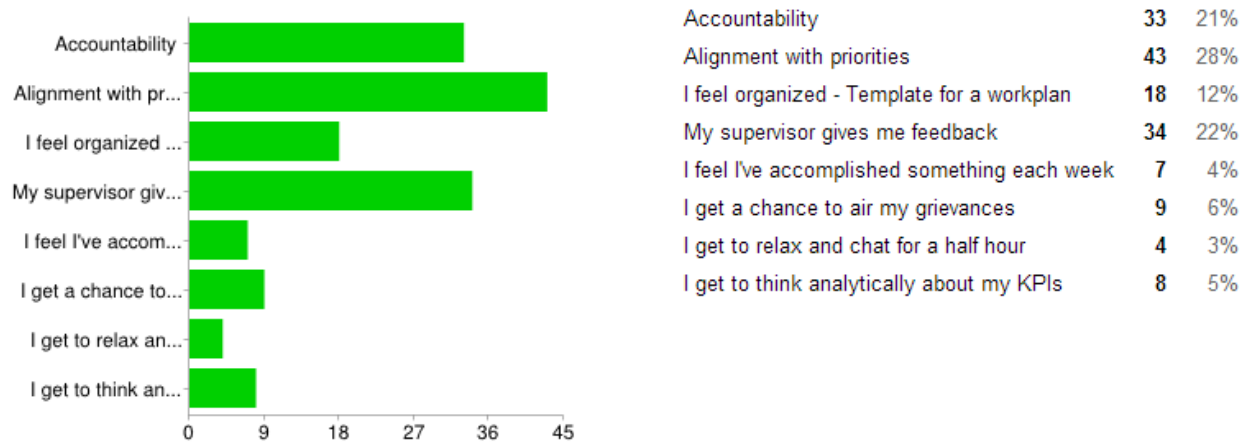 Accountability
Alignment with pr...
I feel organized ...
My supervisor giv...
I feel I've accom...
I get a chance to...
I get to relax an...
I get to think an...
0 9 18 27 36 45
Accountability 33 21%
Alignment with priorities 43 28%
I feel organized - Template for a workplan 18 12%
My supervisor gives me feedback 34 22%
I feel I've accomplished something each week 7 4%
I get a chance to air my grievances 9 6%
I get to relax and chat for a half hour 4 3%
I get to think analytically about my KPIs 8 5%